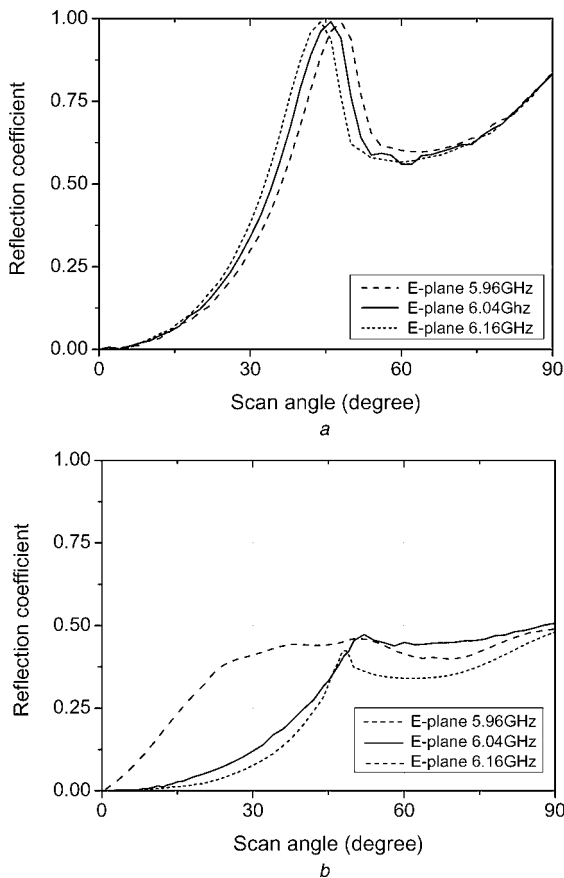 1.00
0.75
0.50
0.25
0.00
Reflection coefficient
E-plane 5.96GHz
E-plane 6.04Ghz
E-plane 6.16GHz
0 30 60 90
Scan angle (degree)
a
1.00
0.75
0.50
0.25
0.00
Reflection coefficient
E-plane 5.96GHz
E-plane 6.04GHz
E-plane 6.16GHz
0 30 60 90
Scan angle (degree)
b